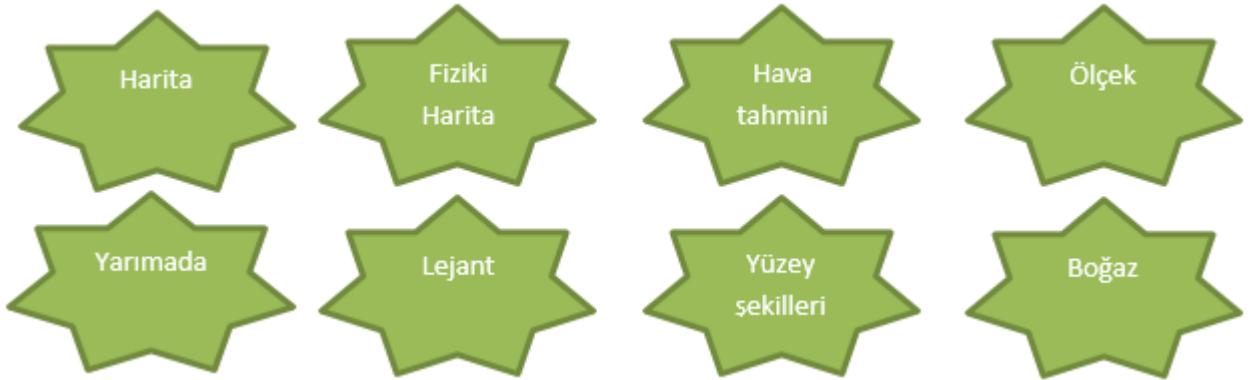 Harita
Fiziki
Harita
Hava
tahmini
Ölçek
Yarımada
Lejant
Yüzey
şekilleri
Boğaz